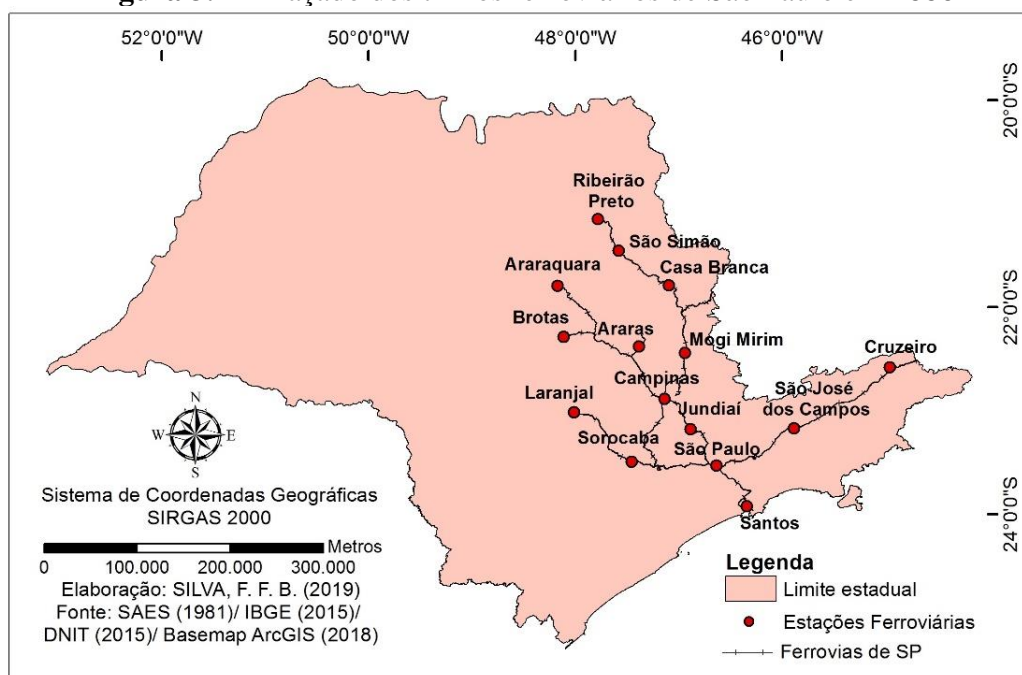 52°0'0"W 50°0'0"W 48°0'0"W 46°0'0"W
20°0'0"S
22°0'0"S
24°0'0"S
Ribeirão
Preto
São Simão
Araraquara
Casa Branca
Brotas
Araras
Mogi Mirim
Cruzeiro
Campinas
São José
dos Campos
Laranjal
Jundiaí
Sorocaba
São Paulo
Santos
N
W E
S
Sistema de Coordenadas Geográficas
SIRGAS 2000
Metros
0 100.000 200.000 300.000
Elaboração: SILVA, F. F. B. (2019)
Fonte: SAES (1981)/ IBGE (2015)/
DNIT (2015)/ Basemap ArcGIS (2018)
Legenda
Limite estadual
Estações Ferroviárias
Ferrovias de SP